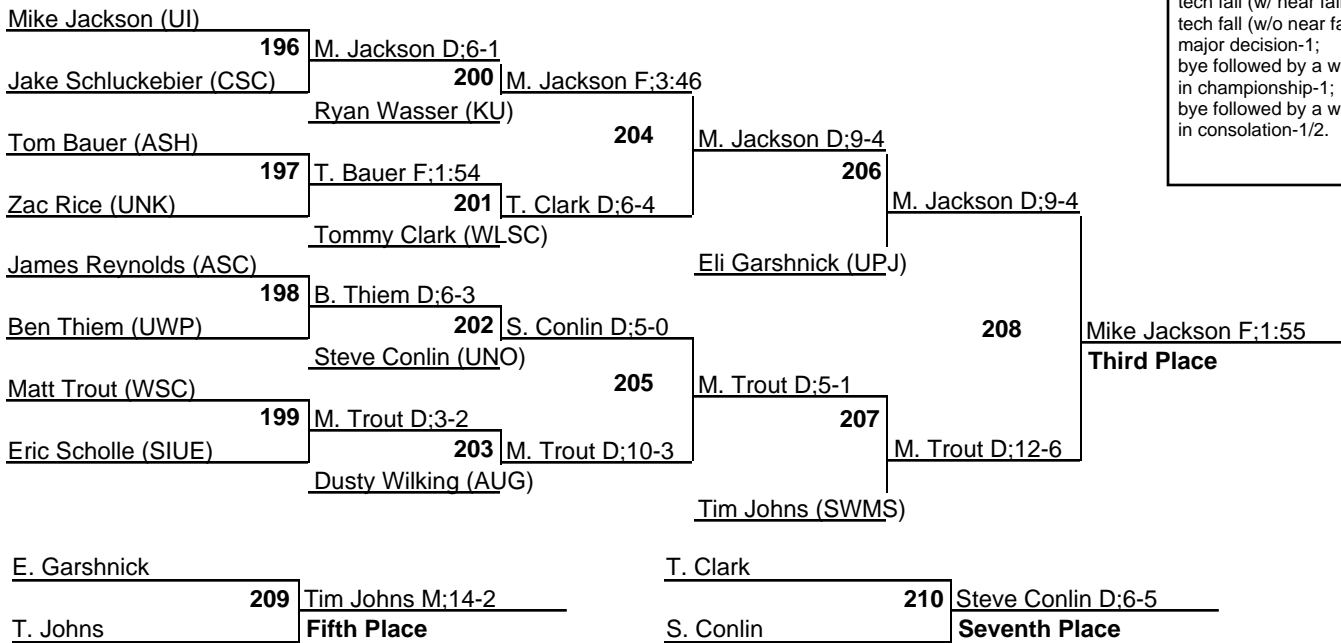 tech fall (w/ near fall
tech fall (w/o near fa
major decision-1;
bye followed by a w
in championship-1;
bye followed by a w
in consolation-1/2.
Mike Jackson (UI)
196 M. Jackson D;6-1
Jake Schluckebier (CSC)
200 M. Jackson F;3:46
Ryan Wasser (KU)
204
Tom Bauer (ASH)
M. Jackson D;9-4
197 T. Bauer F;1:54
206
Zac Rice (UNK)
201 T. Clark D;6-4
M. Jackson D;9-4
Tommy Clark (WLSC)
James Reynolds (ASC)
Eli Garshnick (UPJ)
198 B. Thiem D;6-3
Ben Thiem (UWP)
202 S. Conlin D;5-0
208 Mike Jackson F;1:55
Steve Conlin (UNO)
Third Place
Matt Trout (WSC)
205 M. Trout D;5-1
199 M. Trout D;3-2
207
Eric Scholle (SIUE)
203 M. Trout D;10-3
M. Trout D;12-6
Dusty Wilking (AUG)
Tim Johns (SWMS)
E. Garshnick
209 Tim Johns M;14-2
T. Johns
Fifth Place
T. Clark
210 Steve Conlin D;6-5
S. Conlin
Seventh Place